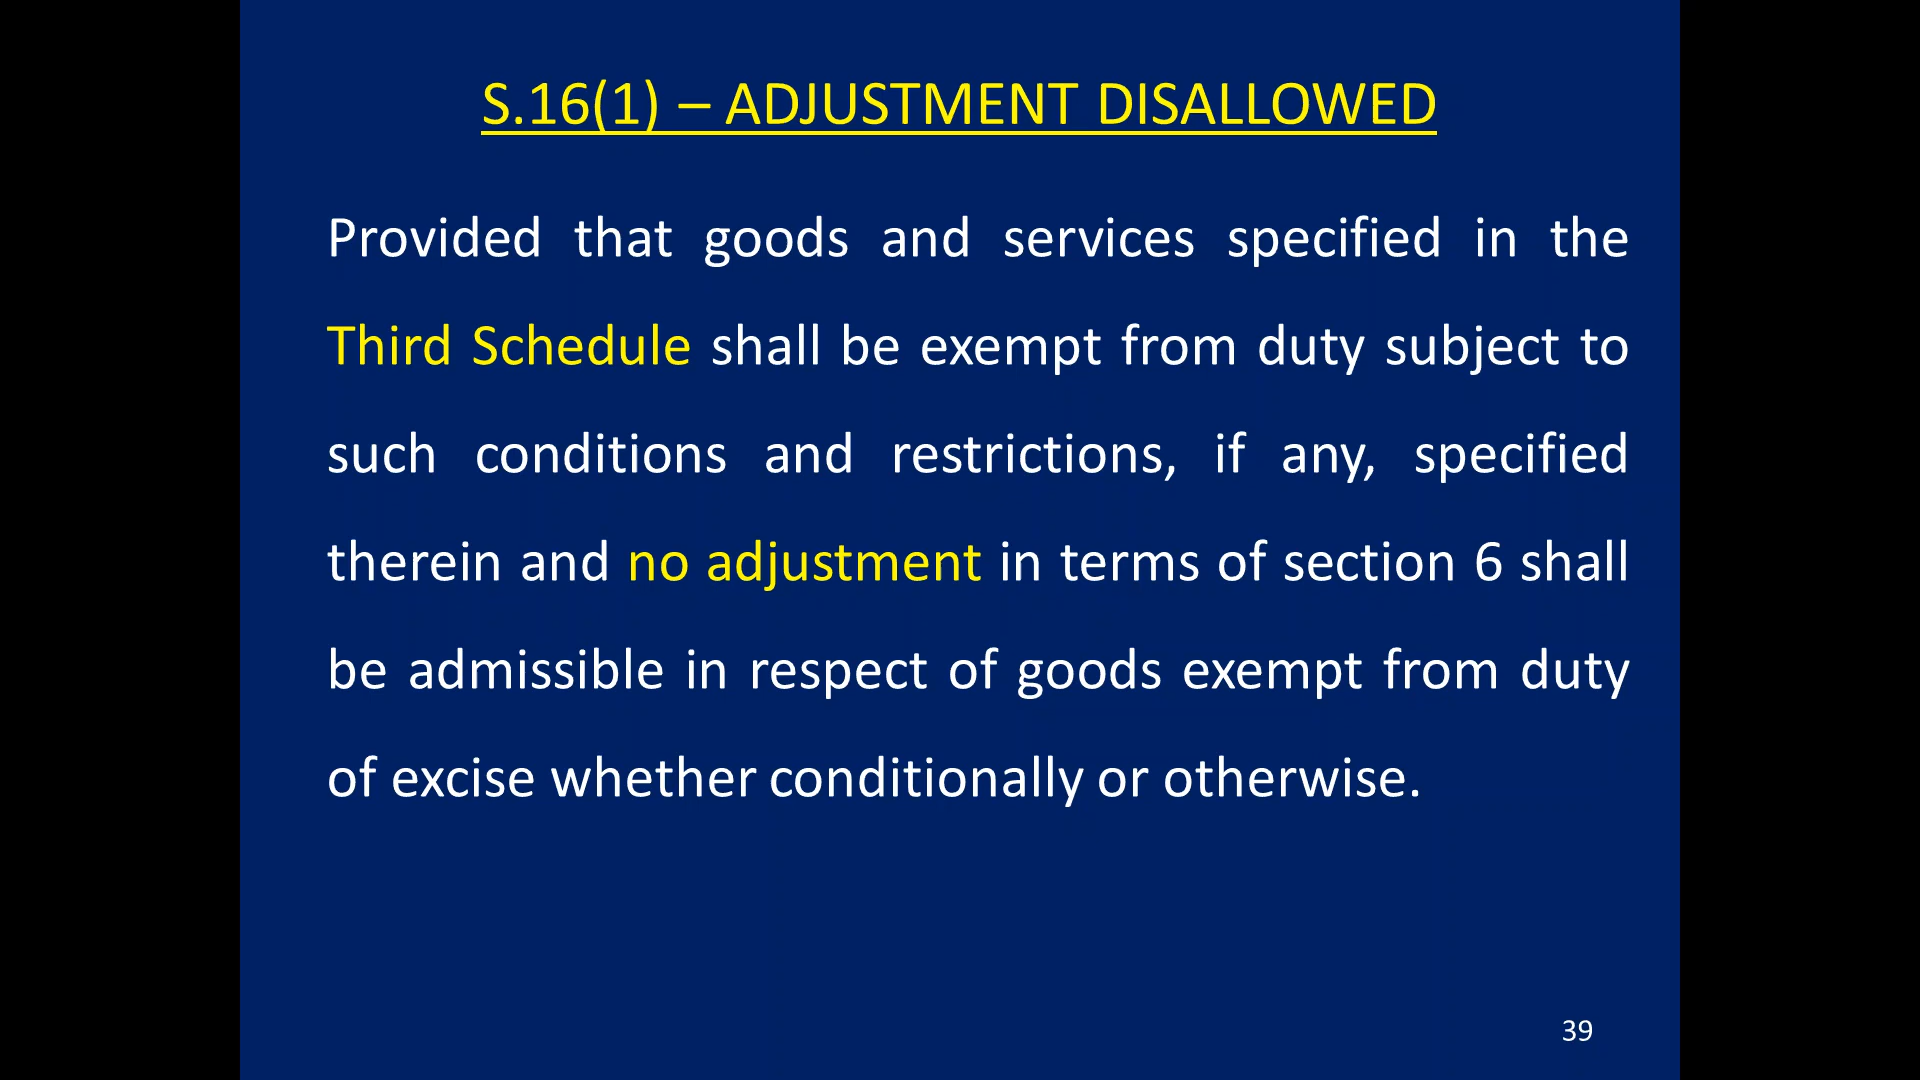 S.16(1) – ADJUSTMENT DISALLOWED
Provided that goods and services specified in the
Third Schedule shall be exempt from duty subject to
such conditions and restrictions, if any, specified
therein and no adjustment in terms of section 6 shall
be admissible in respect of goods exempt from duty
of excise whether conditionally or otherwise.
39